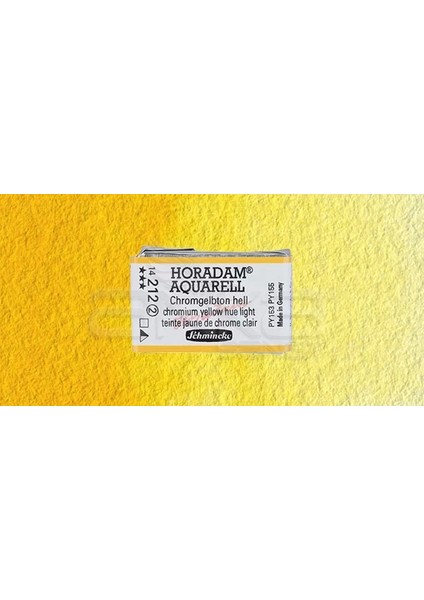 HORADAM®
AQUARELL
Chromgelbton hell
chromium yellow hue light
teinte jaune de chrome clair
Schmincke
14
212 2
★★★
PY153 PY155
Made in Germany